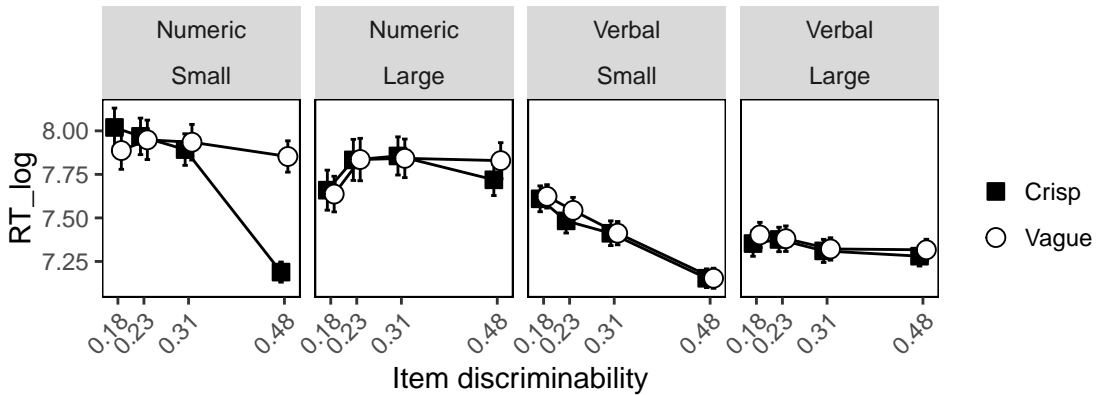 Numeric Numeric Verbal Verbal
Small Large Small Large
8.00
7.75
7.50
7.25
RT_log
0.18 0.23 0.31 0.48 0.18 0.23 0.31 0.48 0.18 0.23 0.31 0.48 0.18 0.23 0.31 0.48
Item discriminability
Crisp
Vague